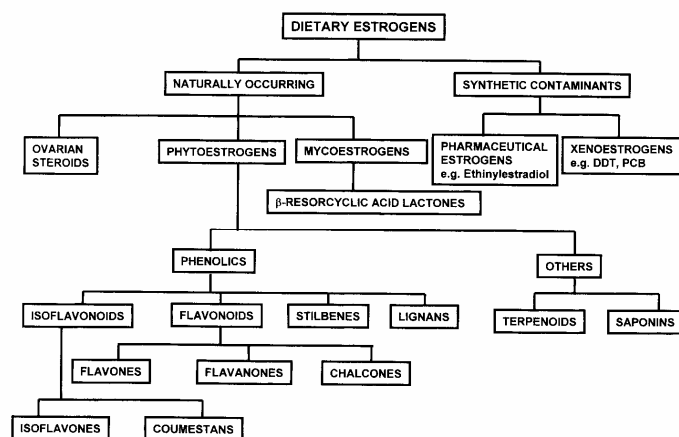 DIETARY ESTROGENS
NATURALLY OCCURRING
SYNTHETIC CONTAMINANTS
OVARIAN
STEROIDS
PHYTOESTROGENS
MYCOESTROGENS
PHARMACEUTICAL
ESTROGENS
e.g. Ethinylestradiol
XENOESTROGENS
e.g. DDT, PCB
β-RESORCYCLIC ACID LACTONES
PHENOLICS
OTHERS
ISOFLAVONOIDS
FLAVONOIDS
STILBENES
LIGNANS
TERPENOIDS
SAPONINS
FLAVONES
FLAVANONES
CHALCONES
ISOFLAVONES
COUMESTANS